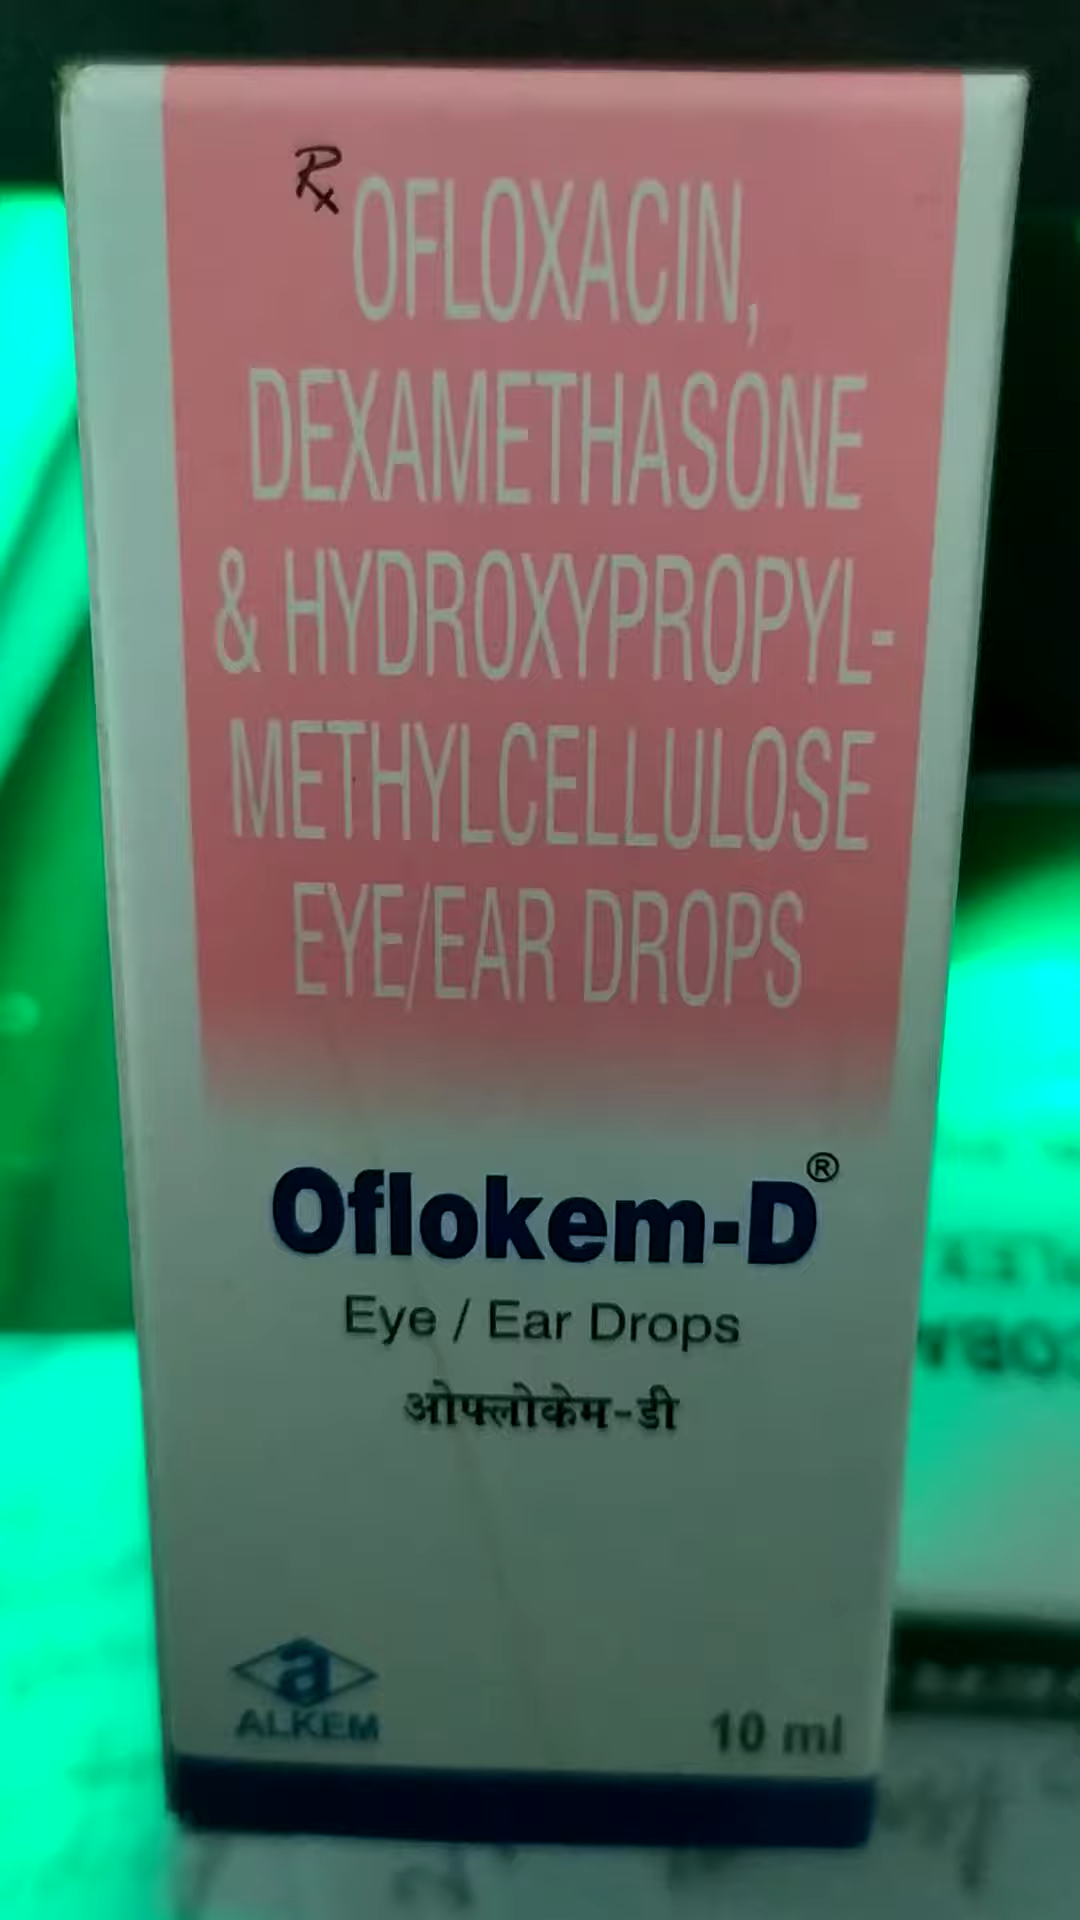 Rx OFLOXACIN,
DEXAMETHASONE
& HYDROXYPROPYL-
METHYLCELLULOSE
EYE/EAR DROPS
Oflokem-D®
Eye / Ear Drops
ओफ्लोकेम-डी
a
ALKEM
10 ml